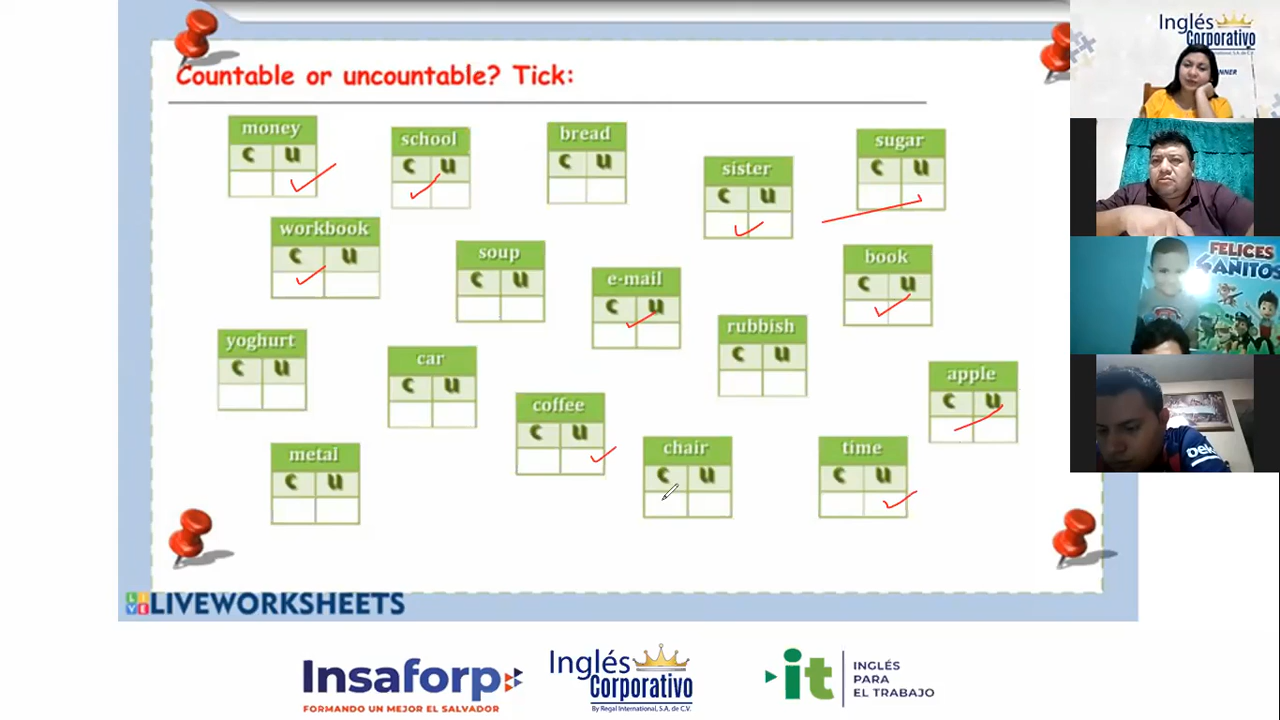 Countable or uncountable? Tick:
money
c u
school
c u
bread
c u
sister
c u
sugar
c u
workbook
c u
soup
c u
e-mail
c u
book
c u
rubbish
c u
yoghurt
c u
car
c u
apple
c u
coffee
c u
metal
c u
chair
c u
time
c u
LIVE LIVEWORKSHEETS
Insaforp
FORMANDO UN MEJOR EL SALVADOR
Inglés
Corporativo
By Regal International, S.A. de C.V.
it
INGLÉS
PARA
EL TRABAJO
Inglés
Corporativo
FELICES
4 AÑITOS